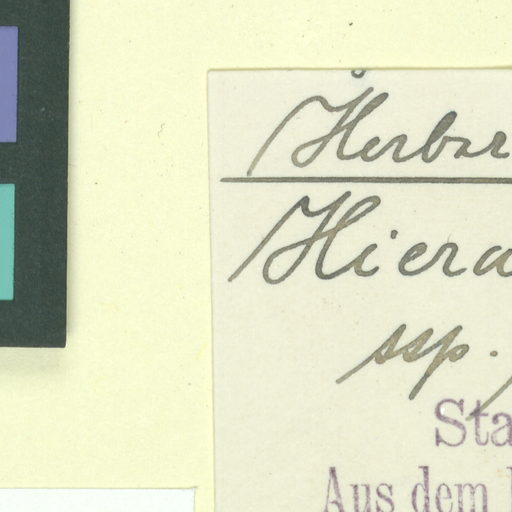 Herbar
Hiera
ssp.
Sta
Aus dem